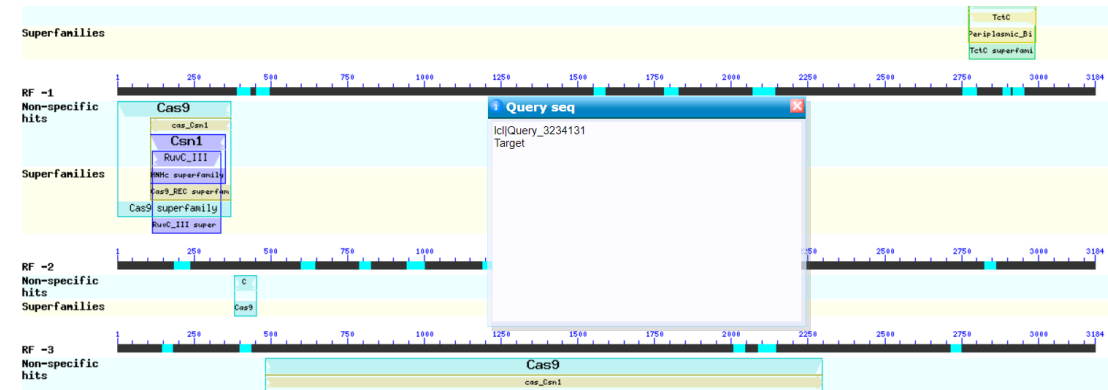 TctC
Superfamilies
Periplasmic_Bi
TctC superfami
1 250 500 750 1000 1250 1500 1750 2000 2250 2500 2750 3000 3184
RF -1
Non-specific hits
Cas9
cas_Csn1
Csn1
RuvC_III
Superfamilies
HNHc superfamily
Cas9_REC superfam
Cas9 superfamily
RuvC_III super
Query seq
lcl|Query_3234131
Target
1 250 500 750 1000 2500 2750 3000 3184
RF -2
Non-specific hits
C
Superfamilies
Cas9
1 250 500 750 1000 1250 1500 1750 2000 2250 2500 2750 3000 3184
RF -3
Non-specific hits
Cas9
cas_Csn1